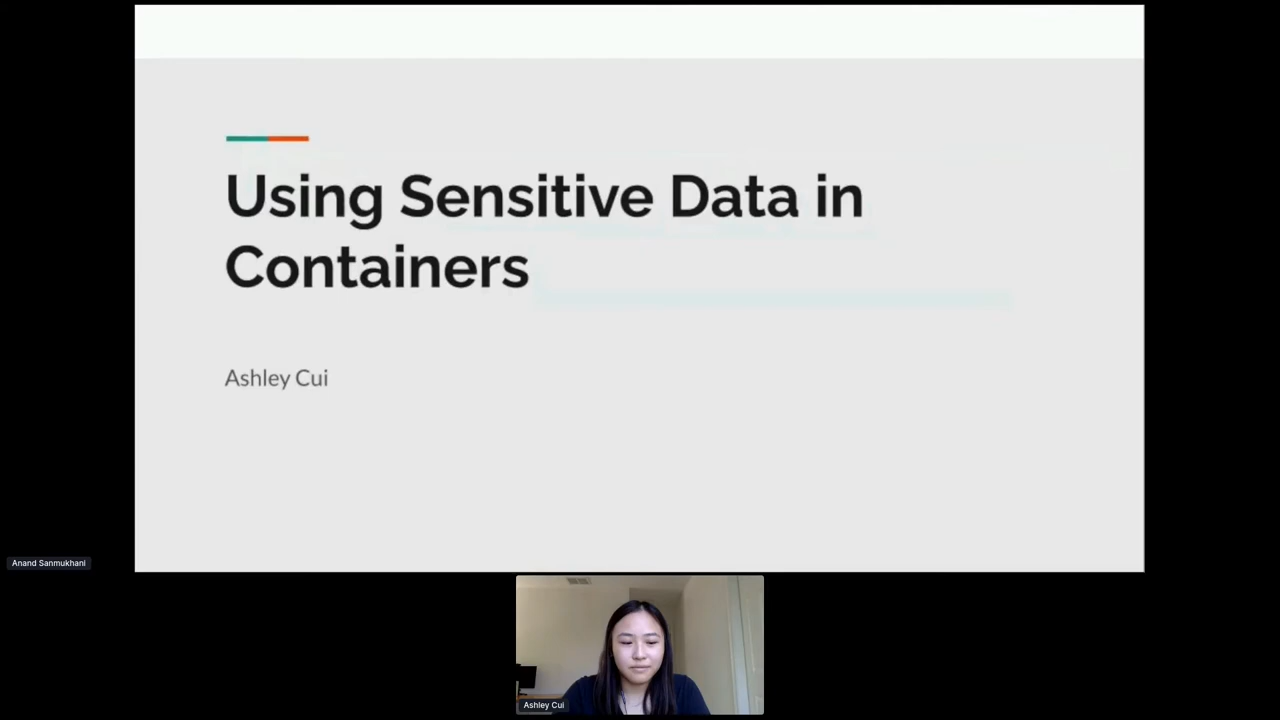 Using Sensitive Data in
Containers
Ashley Cui
Anand Sanmukhani
Ashley Cui